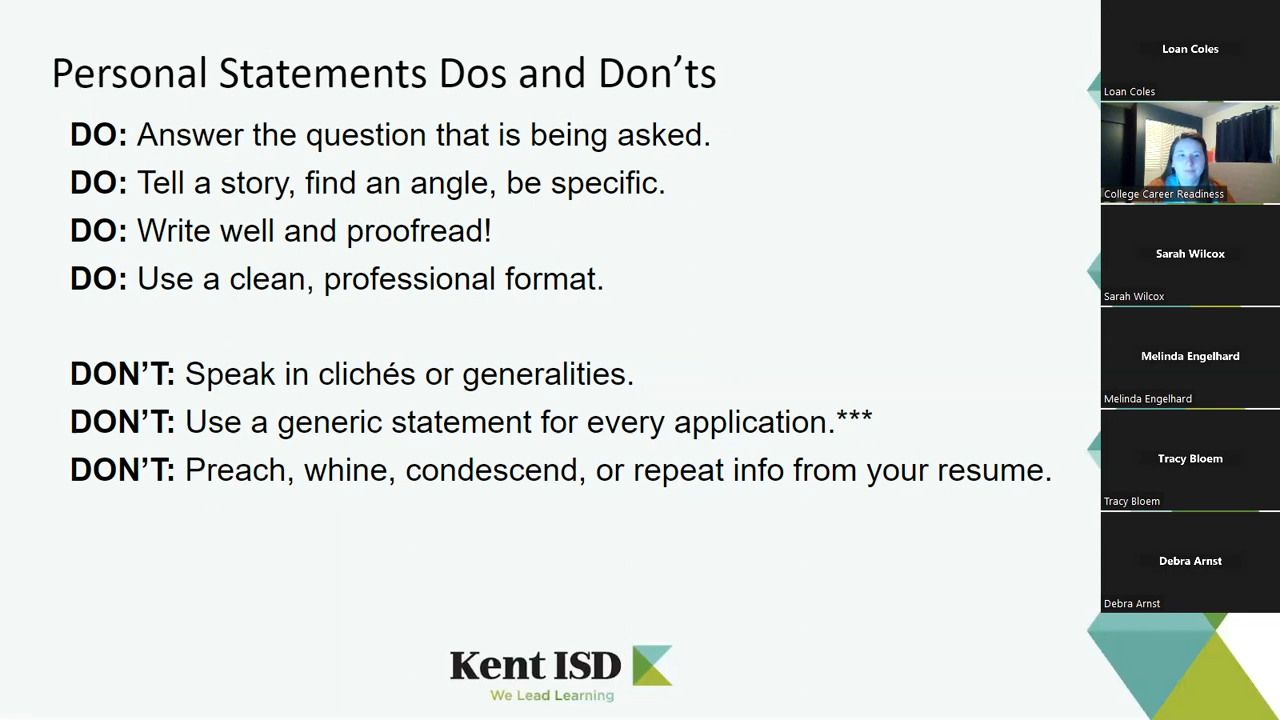 Personal Statements Dos and Don’ts
DO: Answer the question that is being asked.
DO: Tell a story, find an angle, be specific.
DO: Write well and proofread!
DO: Use a clean, professional format.
DON’T: Speak in clichés or generalities.
DON’T: Use a generic statement for every application.***
DON’T: Preach, whine, condescend, or repeat info from your resume.
Kent ISD
We Lead Learning
Loan Coles
Loan Coles
College Career Readiness
Sarah Wilcox
Sarah Wilcox
Melinda Engelhard
Melinda Engelhard
Tracy Bloem
Tracy Bloem
Debra Arnst
Debra Arnst